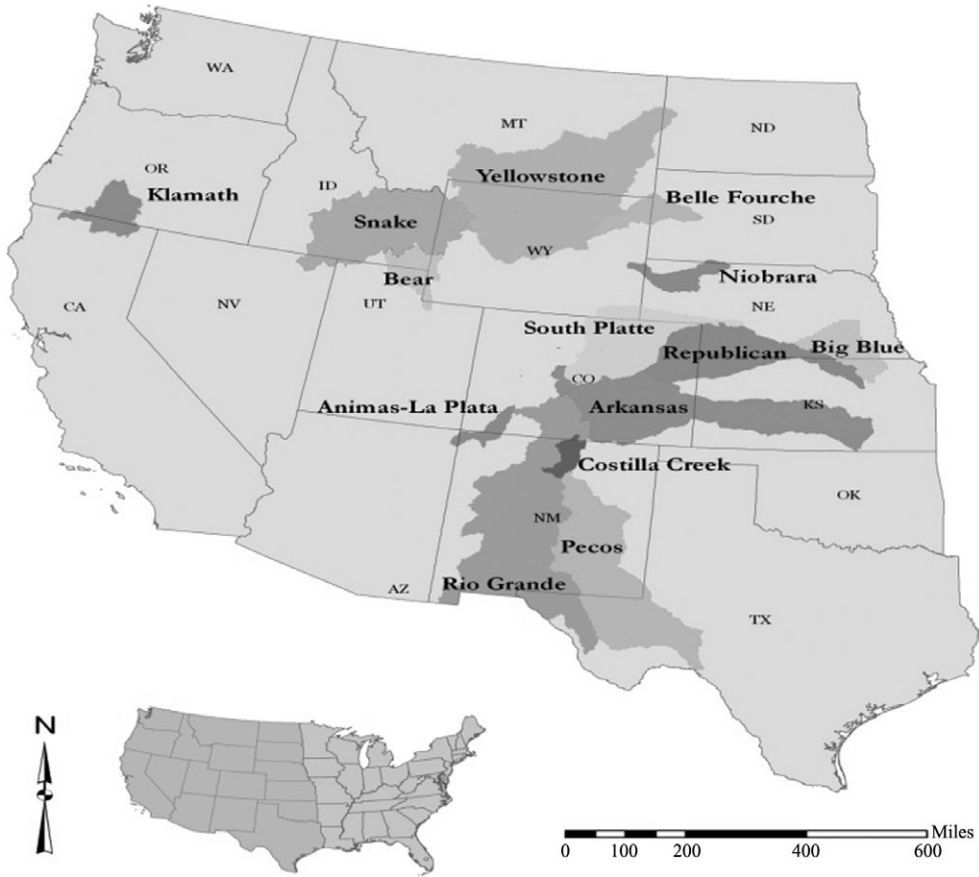 WA
MT
ND
OR
Klamath
ID
Yellowstone
Belle Fourche
Snake
SD
WY
Bear
Niobrara
CA
NV
UT
NE
South Platte
Republican
Big Blue
CO
Animas-La Plata
Arkansas
KS
Costilla Creek
OK
NM
Pecos
AZ
Rio Grande
TX
N
Miles
0 100 200 400 600